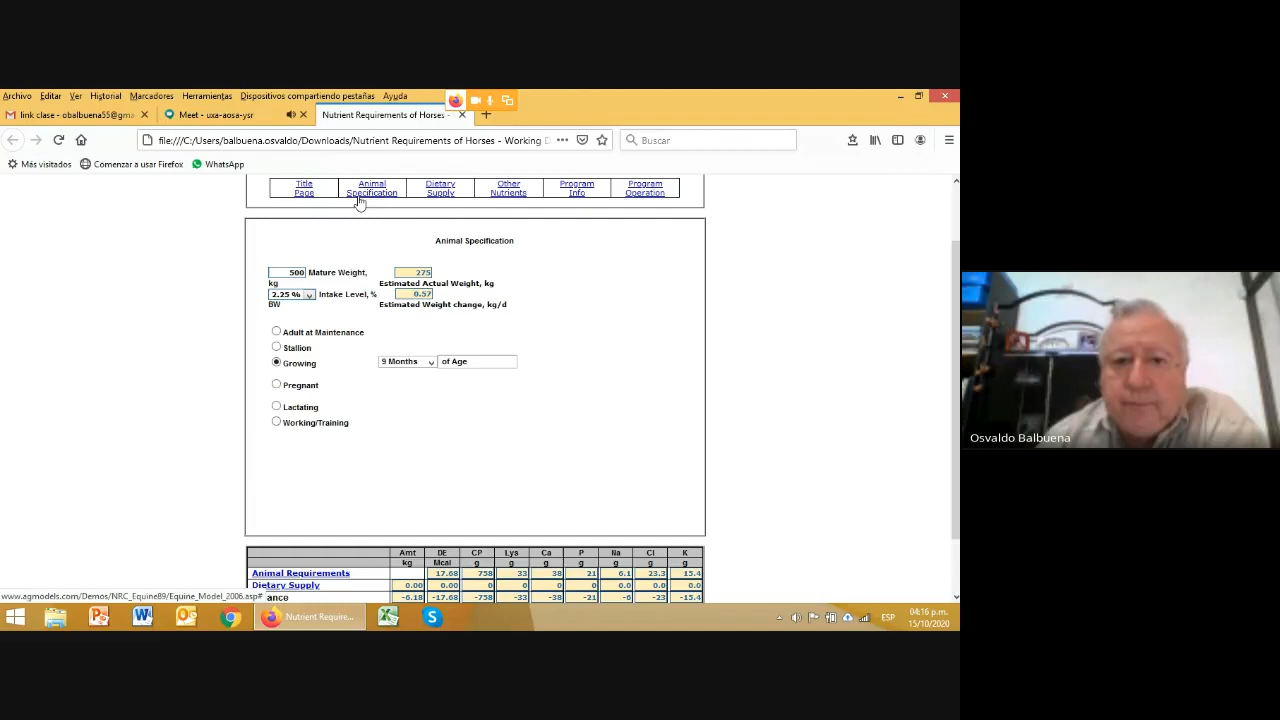 Archivo Editar Ver Historial Marcadores Herramientas Dispositivos compartiendo pestañas Ayuda
link clase - obalbuena55@gma
Meet - uxa-aosa-ysr
Nutrient Requirements of Horses -
file:///C:/Users/balbuena.osvaldo/Downloads/Nutrient Requirements of Horses - Working D
Buscar
Más visitados Comenzar a usar Firefox WhatsApp
Title Page
Animal Specification
Dietary Supply
Other Nutrients
Program Info
Program Operation
Animal Specification
500 Mature Weight, kg
275
Estimated Actual Weight, kg
2.25 % Intake Level, % BW
0.57
Estimated Weight change, kg/d
Adult at Maintenance
Stallion
Growing 9 Months of Age
Pregnant
Lactating
Working/Training
Amt DE CP Lys Ca P Na Cl K
kg Mcal g g g g g g g
Animal Requirements 17.68 758 33 38 21 6.1 23.3 15.4
Dietary Supply 0.00 0.00 0 0 0 0 0.0 0.0 0.0
ance -6.18 -17.68 -758 -33 -38 -21 -6 -23 -15.4
www.agmodels.com/Demos/NRC_Equine89/Equine_Model_2006.asp#
Nutrient Require...
ESP
04:16 p.m.
15/10/2020
Osvaldo Balbuena